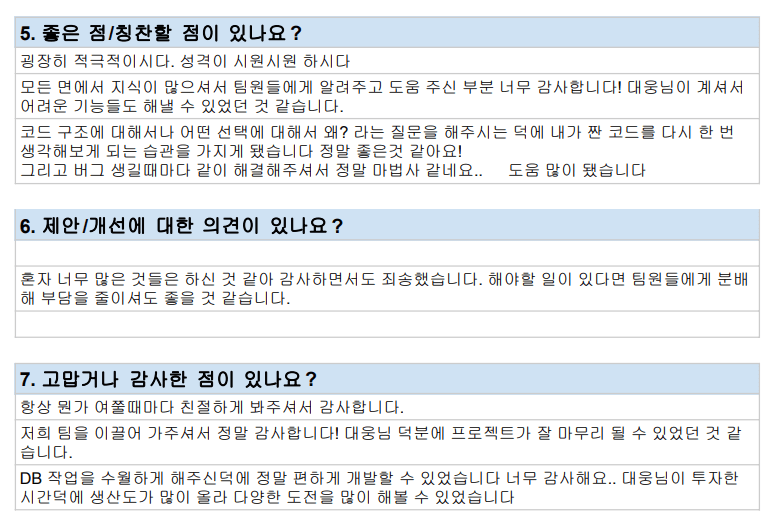 5. 좋은 점/칭찬할 점이 있나요?
굉장히 적극적이시다. 성격이 시원시원 하시다
모든 면에서 지식이 많으셔서 팀원들에게 알려주고 도움 주신 부분 너무 감사합니다! 대웅님이 계셔서
어려운 기능들도 해낼 수 있었던 것 같습니다.
코드 구조에 대해서나 어떤 선택에 대해서 왜? 라는 질문을 해주시는 덕에 내가 짠 코드를 다시 한 번
생각해보게 되는 습관을 가지게 됐습니다 정말 좋은것 같아요!
그리고 버그 생길때마다 같이 해결해주셔서 정말 마법사 같네요.. 도움 많이 됐습니다
6. 제안/개선에 대한 의견이 있나요?
혼자 너무 많은 것들은 하신 것 같아 감사하면서도 죄송했습니다. 해야할 일이 있다면 팀원들에게 분배
해 부담을 줄이셔도 좋을 것 같습니다.
7. 고맙거나 감사한 점이 있나요?
항상 뭔가 여쭐때마다 친절하게 봐주셔서 감사합니다.
저희 팀을 이끌어 가주셔서 정말 감사합니다! 대웅님 덕분에 프로젝트가 잘 마무리 될 수 있었던 것 같
습니다.
DB 작업을 수월하게 해주신덕에 정말 편하게 개발할 수 있었습니다 너무 감사해요.. 대웅님이 투자한
시간덕에 생산도가 많이 올라 다양한 도전을 많이 해볼 수 있었습니다